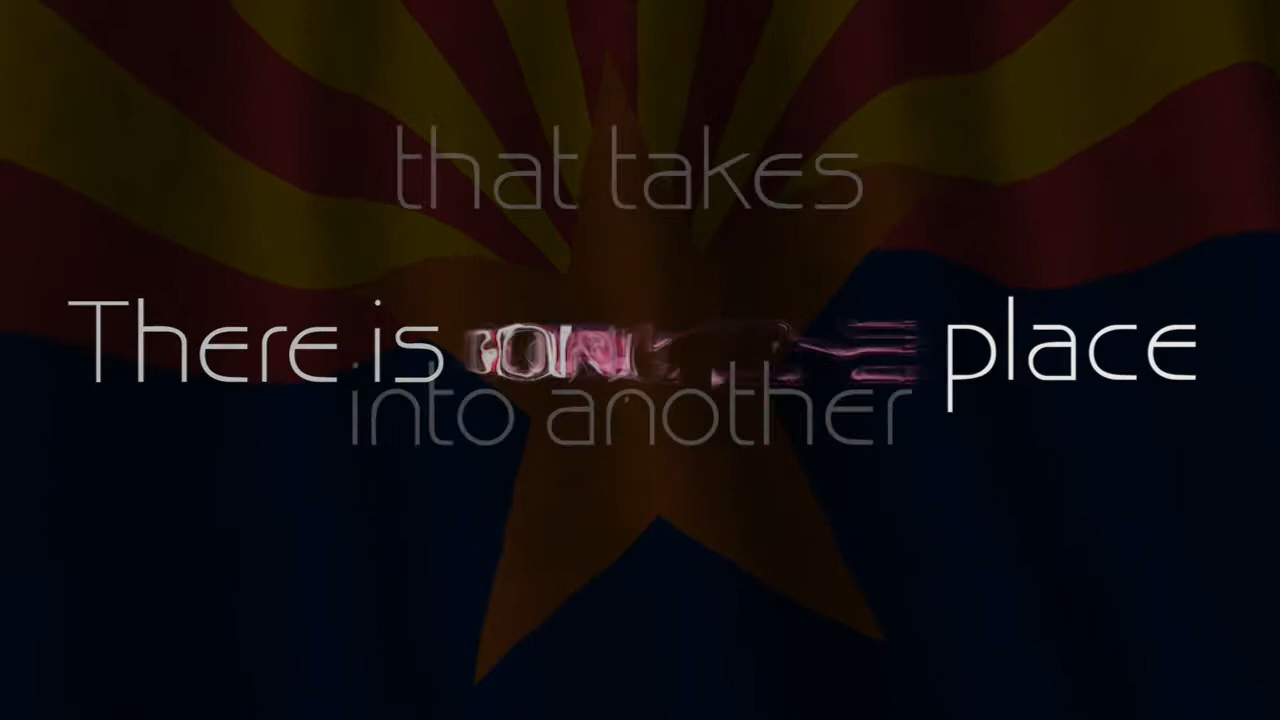 that takes
There is place
into another